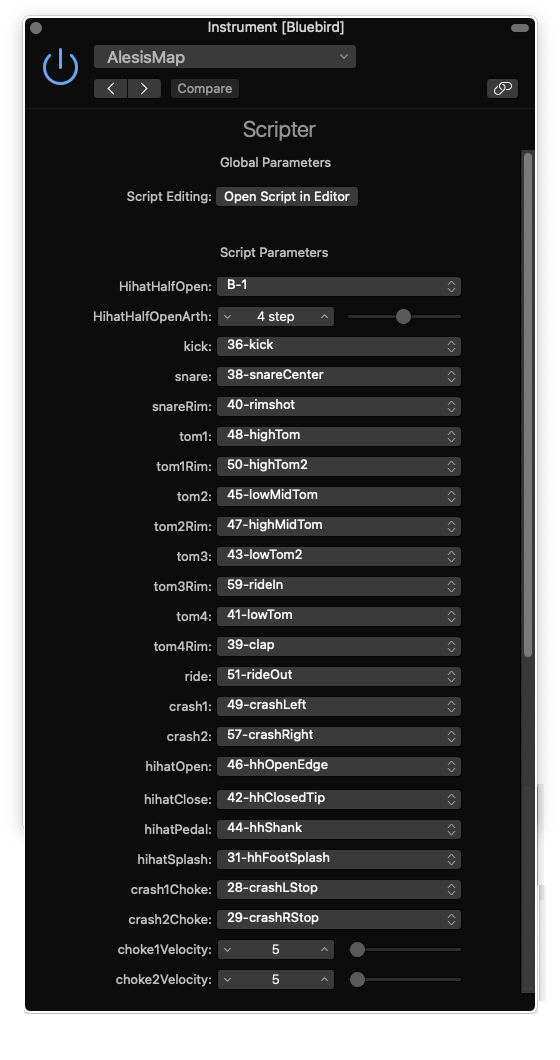 Instrument [Bluebird]
AlesisMap
Compare
Scripter
Global Parameters
Script Editing: Open Script in Editor
Script Parameters
HihatHalfOpen: B-1
HihatHalfOpenArth: 4 step
kick: 36-kick
snare: 38-snareCenter
snareRim: 40-rimshot
tom1: 48-highTom
tom1Rim: 50-highTom2
tom2: 45-lowMidTom
tom2Rim: 47-highMidTom
tom3: 43-lowTom2
tom3Rim: 59-rideIn
tom4: 41-lowTom
tom4Rim: 39-clap
ride: 51-rideOut
crash1: 49-crashLeft
crash2: 57-crashRight
hihatOpen: 46-hhOpenEdge
hihatClose: 42-hhClosedTip
hihatPedal: 44-hhShank
hihatSplash: 31-hhFootSplash
crash1Choke: 28-crashLStop
crash2Choke: 29-crashRStop
choke1Velocity: 5
choke2Velocity: 5